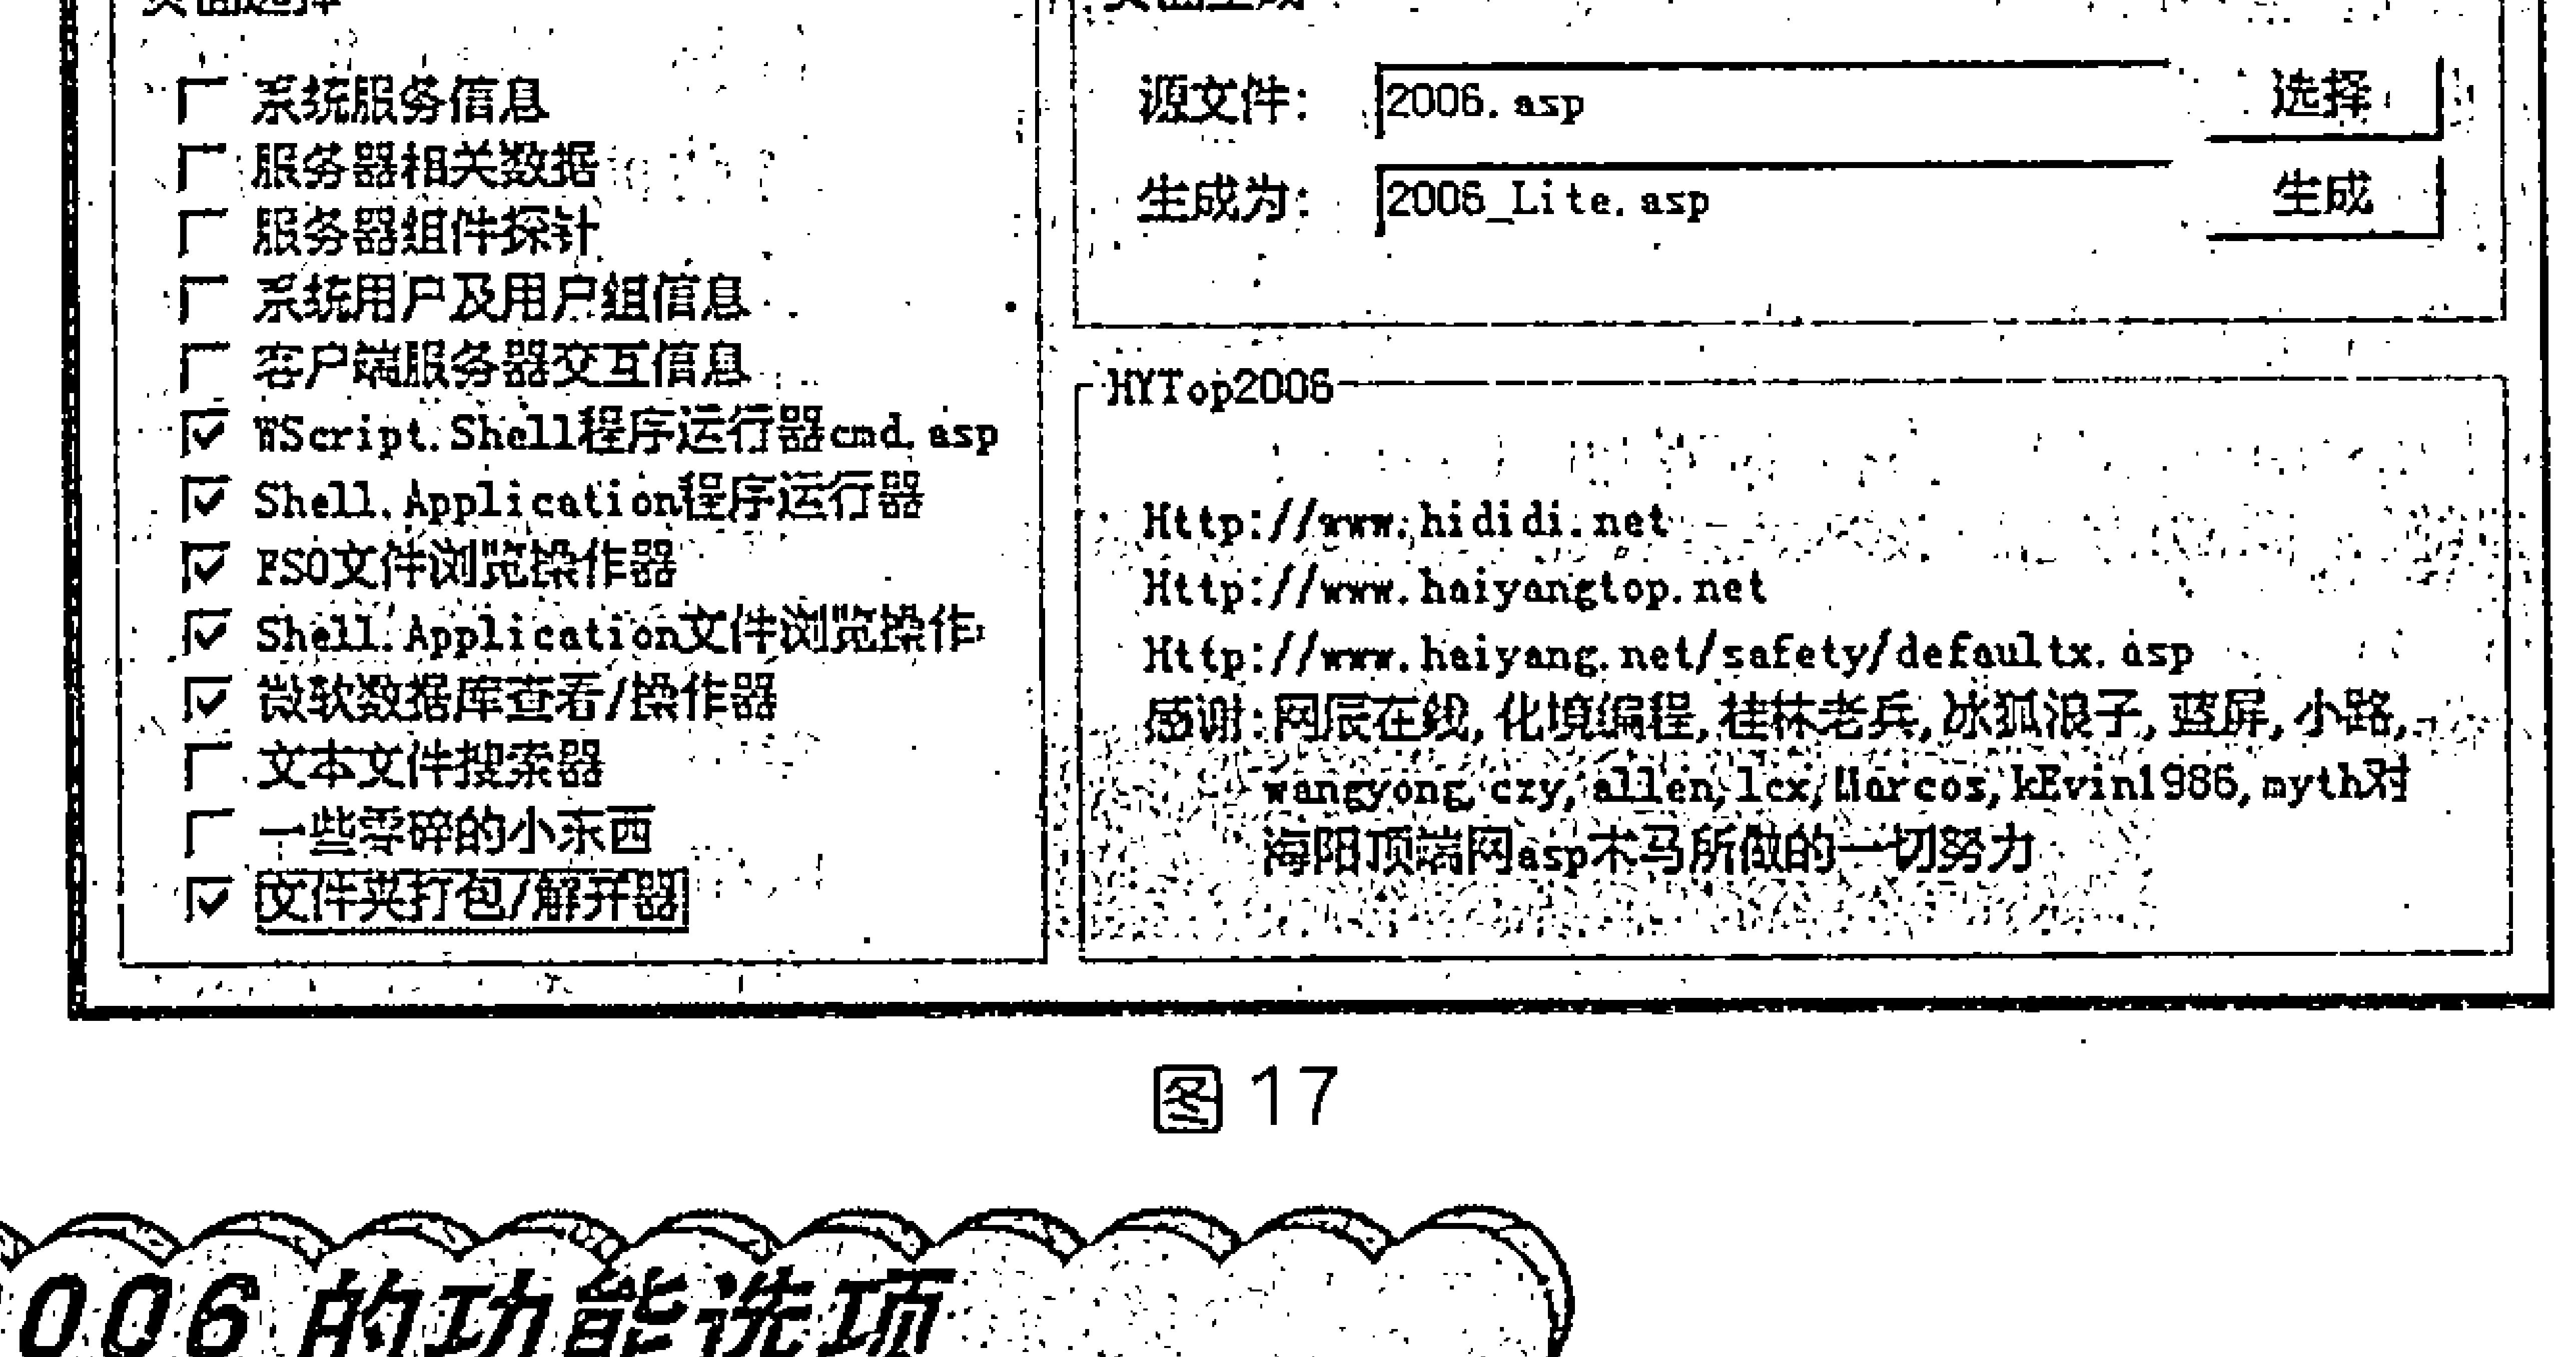 页面选择
系统服务信息
服务器相关数据
服务器组件探针
系统用户及用户组信息
客户端服务器交互信息
WScript.Shell程序运行器cmd.asp
Shell.Application程序运行器
FSO文件浏览操作器
Shell.Application文件浏览操作
微软数据库查看/操作器
文本文件搜索器
一些零碎的小东西
文件夹打包/解开器
页面生成
源文件: 2006.asp 选择
生成为: 2006_Lite.asp 生成
HYTop2006
Http://www.hididi.net
Http://www.haiyangtop.net
Http://www.haiyang.net/safety/defaultx.asp
感谢:网辰在线,化境编程,桂林老兵,冰狐浪子,蓝屏,小路,
wangyong,czy,allen,lcx,Marcos,kEvin1986,myth对
海阳顶端网asp木马所做的一切努力
图 17
006 的功能选项